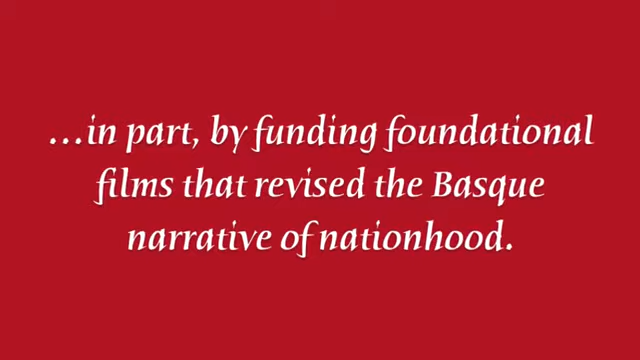 …in part, by funding foundational
films that revised the Basque
narrative of nationhood.